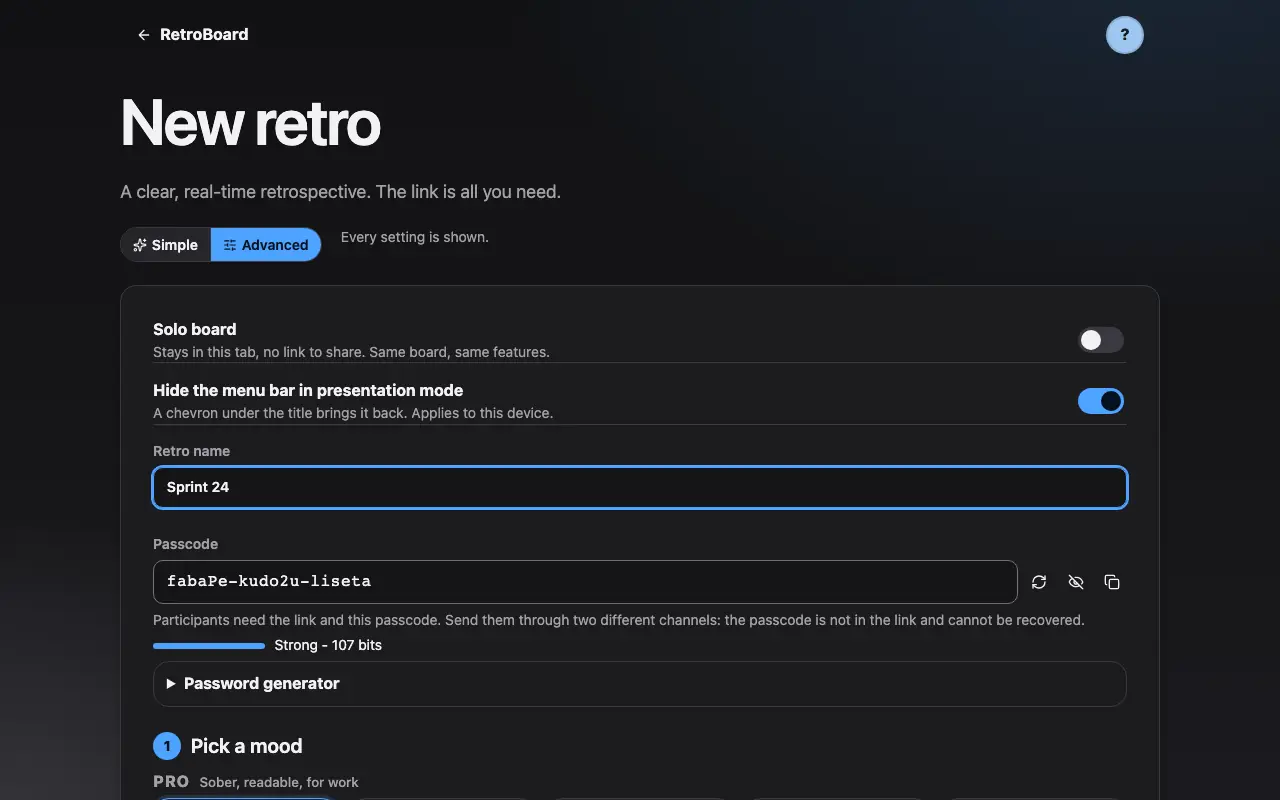 RetroBoard
?
New retro
A clear, real-time retrospective. The link is all you need.
Simple
Advanced
Every setting is shown.
Solo board
Stays in this tab, no link to share. Same board, same features.
Hide the menu bar in presentation mode
A chevron under the title brings it back. Applies to this device.
Retro name
Sprint 24
Passcode
fabaPe-kudo2u-liseta
Participants need the link and this passcode. Send them through two different channels: the passcode is not in the link and cannot be recovered.
Strong - 107 bits
Password generator
1 Pick a mood
PRO Sober, readable, for work